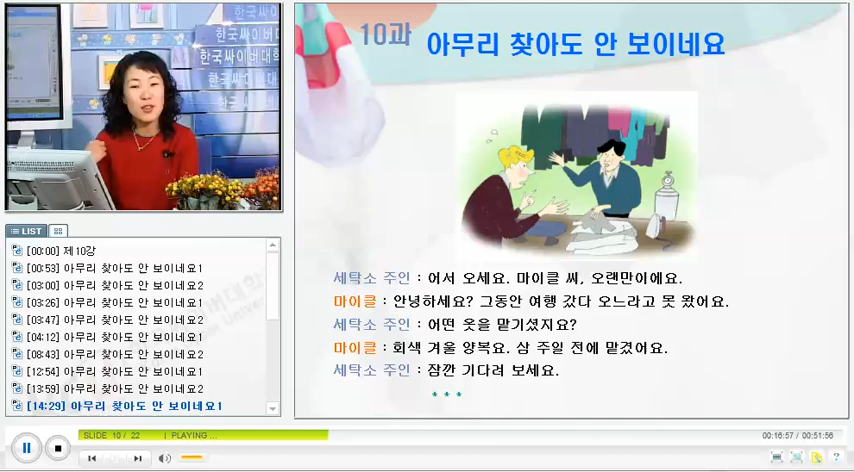 10과 아무리 찾아도 안 보이네요
한국싸이버대
LIST
[00:00] 제10강
[00:53] 아무리 찾아도 안 보이네요1
[03:00] 아무리 찾아도 안 보이네요2
[03:26] 아무리 찾아도 안 보이네요1
[03:47] 아무리 찾아도 안 보이네요2
[04:12] 아무리 찾아도 안 보이네요1
[08:43] 아무리 찾아도 안 보이네요2
[12:54] 아무리 찾아도 안 보이네요1
[13:59] 아무리 찾아도 안 보이네요2
[14:29] 아무리 찾아도 안 보이네요1
세탁소 주인 : 어서 오세요. 마이클 씨, 오랜만이에요.
마이클 : 안녕하세요? 그동안 여행 갔다 오느라고 못 왔어요.
세탁소 주인 : 어떤 옷을 맡기셨지요?
마이클 : 회색 겨울 양복요. 삼 주일 전에 맡겼어요.
세탁소 주인 : 잠깐 기다려 보세요.
* * *
SLIDE 10 / 22 | PLAYING ...
00:16:57 / 00:51:56